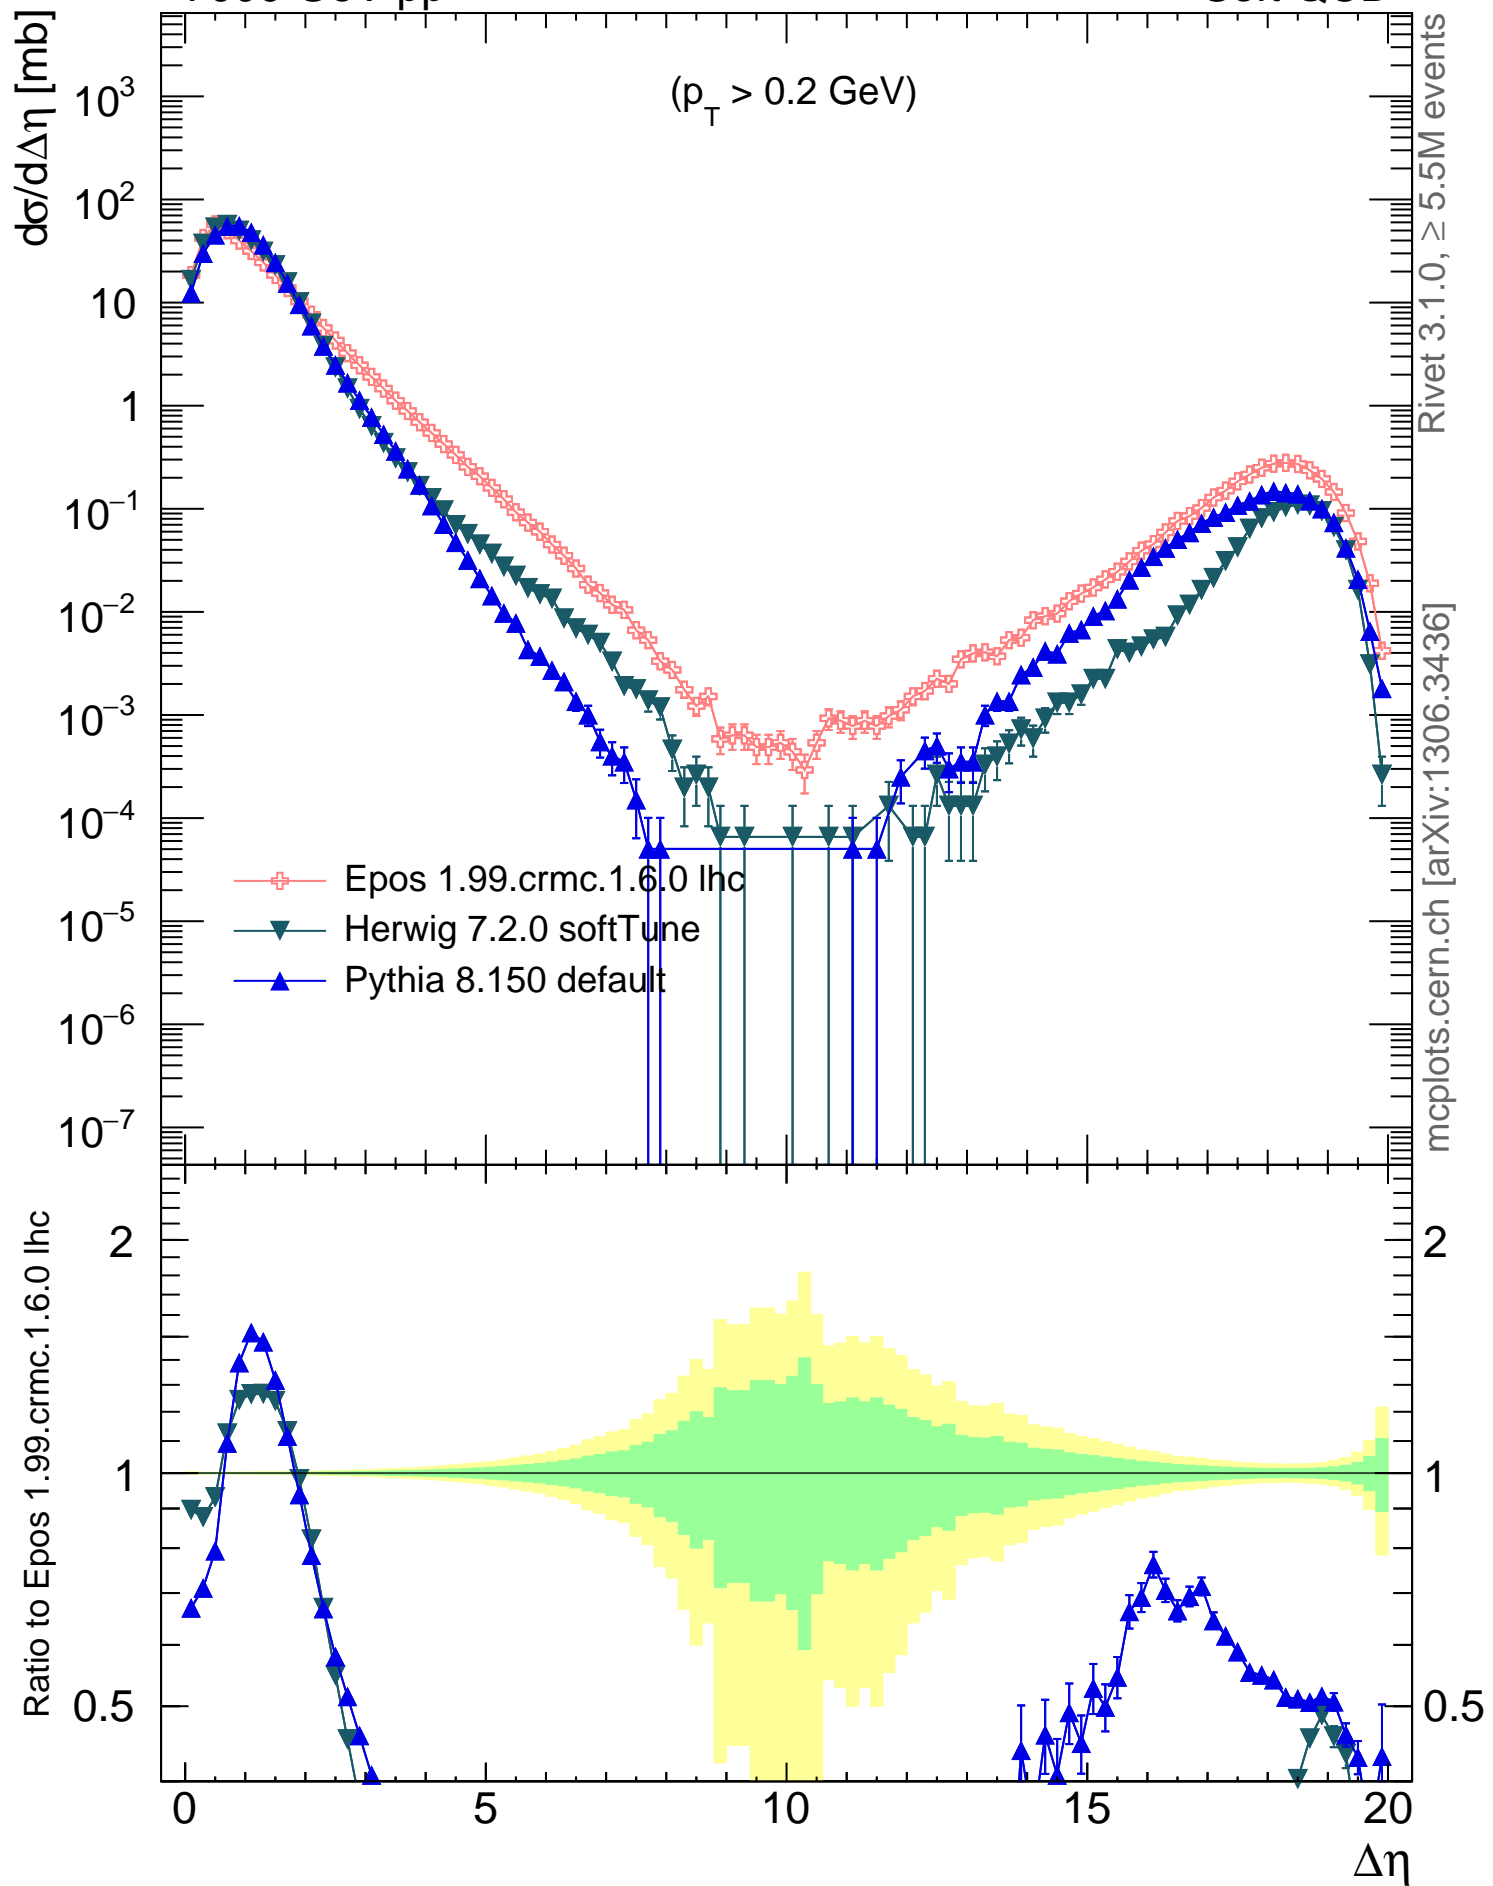 dσ/dΔη [mb]
(p_T > 0.2 GeV)
10³
10²
10
1
10⁻¹
10⁻²
10⁻³
10⁻⁴
10⁻⁵
10⁻⁶
10⁻⁷
Epos 1.99.crmc.1.6.0 lhc
Herwig 7.2.0 softTune
Pythia 8.150 default
Rivet 3.1.0, ≥ 5.5M events
mcplots.cern.ch [arXiv:1306.3436]
Ratio to Epos 1.99.crmc.1.6.0 lhc
2
1
0.5
2
1
0.5
0 5 10 15 20
Δη